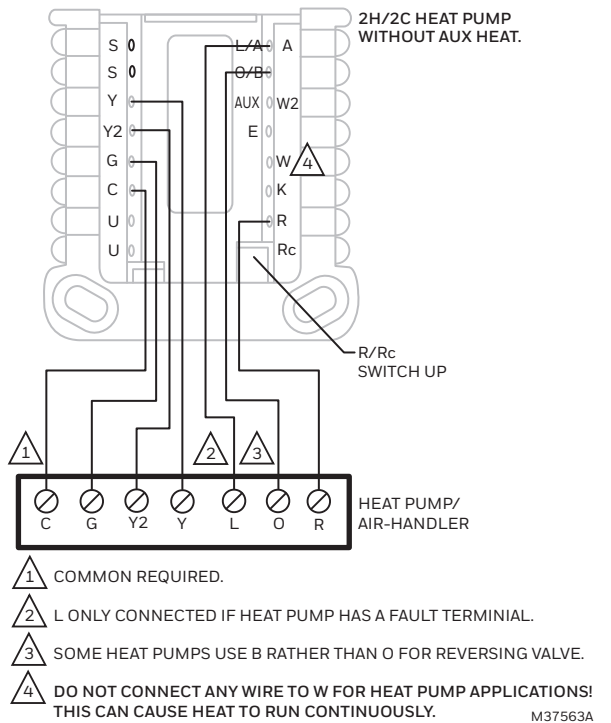 2H/2C HEAT PUMP
WITHOUT AUX HEAT.
S L/A A
S O/B
Y AUX W2
Y2 E
G W 4
C K
U R
U Rc
R/Rc
SWITCH UP
1 2 3
C G Y2 Y L O R
HEAT PUMP/
AIR-HANDLER
1 COMMON REQUIRED.
2 L ONLY CONNECTED IF HEAT PUMP HAS A FAULT TERMINIAL.
3 SOME HEAT PUMPS USE B RATHER THAN O FOR REVERSING VALVE.
4 DO NOT CONNECT ANY WIRE TO W FOR HEAT PUMP APPLICATIONS!
THIS CAN CAUSE HEAT TO RUN CONTINUOUSLY.
M37563A